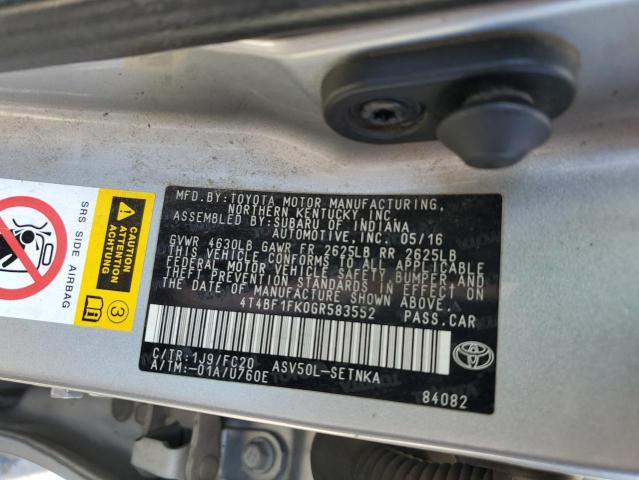 MFD.BY:TOYOTA MOTOR MANUFACTURING,
NORTHERN KENTUCKY INC.
ASSEMBLED BY:SUBARU OF INDIANA
AUTOMOTIVE, INC. 05/16
GVWR 4630LB GAWR FR 2625LB RR 2625LB
THIS VEHICLE CONFORMS TO ALL APPLICABLE
FEDERAL MOTOR VEHICLE SAFETY, BUMPER, AND
THEFT PREVENTION STANDARDS IN EFFECT ON
THE DATE OF MANUFACTURE SHOWN ABOVE.
4T4BF1FK0GR583552 PASS.CAR
C/TR:1J9/FC20 ASV50L-SETNKA
A/TM:-01A/U760E
TOYOTA
84082
SRS SIDE AIRBAG
CAUTION
ATTENTION
3